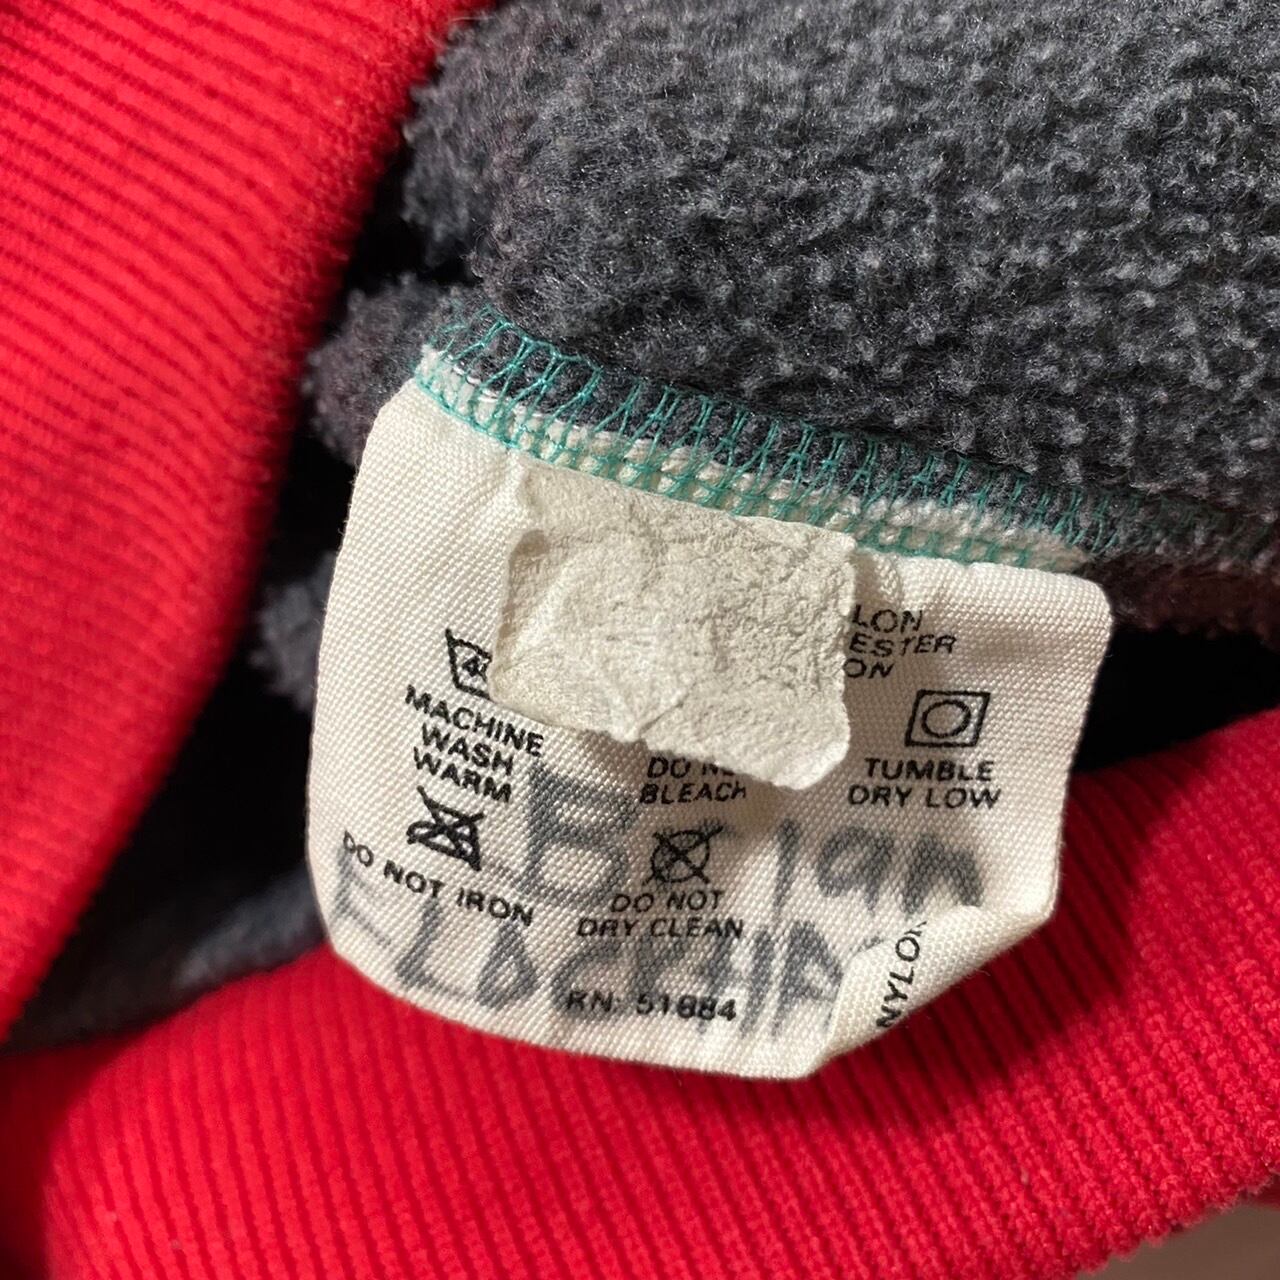 LON
ESTER
ON
MACHINE
WASH
WARM
DO
BLEACH
TUMBLE
DRY LOW
DO NOT IRON
DO NOT
DRY CLEAN
RN: 51884
NYLON